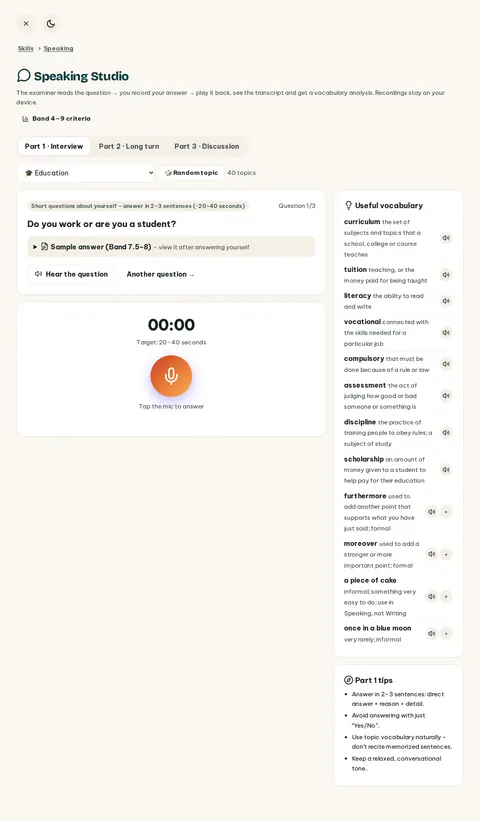 Skills › Speaking
Speaking Studio
The examiner reads the question → you record your answer → play it back, see the transcript and get a vocabulary analysis. Recordings stay on your
device.
Band 4–9 criteria
Part 1 · Interview
Part 2 · Long turn
Part 3 · Discussion
Education
Random topic
40 topics
Short questions about yourself – answer in 2–3 sentences (~20–40 seconds)
Question 1/3
Do you work or are you a student?
Sample answer (Band 7.5–8) – view it after answering yourself
Hear the question
Another question →
00:00
Target: 20–40 seconds
Tap the mic to answer
Useful vocabulary
curriculum the set of
subjects and topics that a
school, college or course
teaches
tuition teaching, or the
money paid for being taught
literacy the ability to read
and write
vocational connected with
the skills needed for a
particular job
compulsory that must be
done because of a rule or law
assessment the act of
judging how good or bad
someone or something is
discipline the practice of
training people to obey rules; a
subject of study
scholarship an amount of
money given to a student to
help pay for their education
furthermore used to
add another point that
supports what you have
just said; formal
+
moreover used to add a
stronger or more
important point; formal
+
a piece of cake
informal; something very
easy to do; use in
Speaking, not Writing
+
once in a blue moon
very rarely; informal
+
Part 1 tips
• Answer in 2–3 sentences: direct
answer + reason + detail.
• Avoid answering with just
"Yes/No".
• Use topic vocabulary naturally –
don't recite memorized sentences.
• Keep a relaxed, conversational
tone.